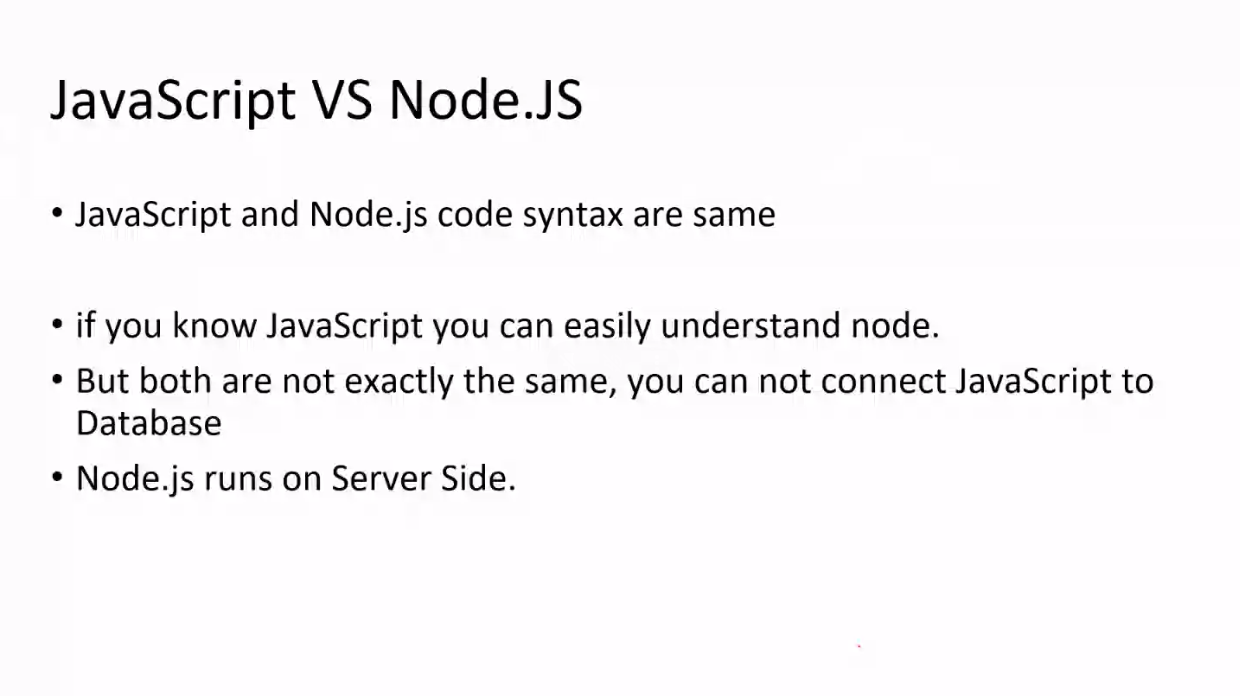 JavaScript VS Node.JS
• JavaScript and Node.js code syntax are same
• if you know JavaScript you can easily understand node.
• But both are not exactly the same, you can not connect JavaScript to
Database
• Node.js runs on Server Side.